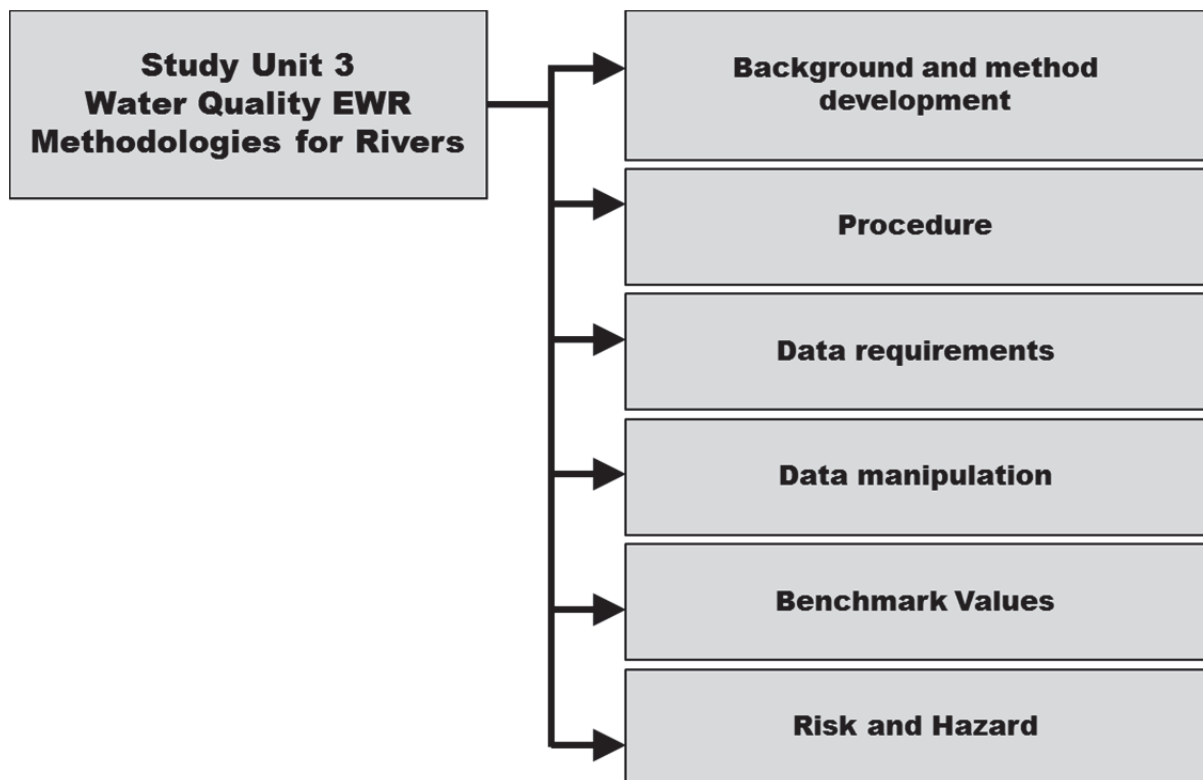 Study Unit 3
Water Quality EWR
Methodologies for Rivers
Background and method
development
Procedure
Data requirements
Data manipulation
Benchmark Values
Risk and Hazard